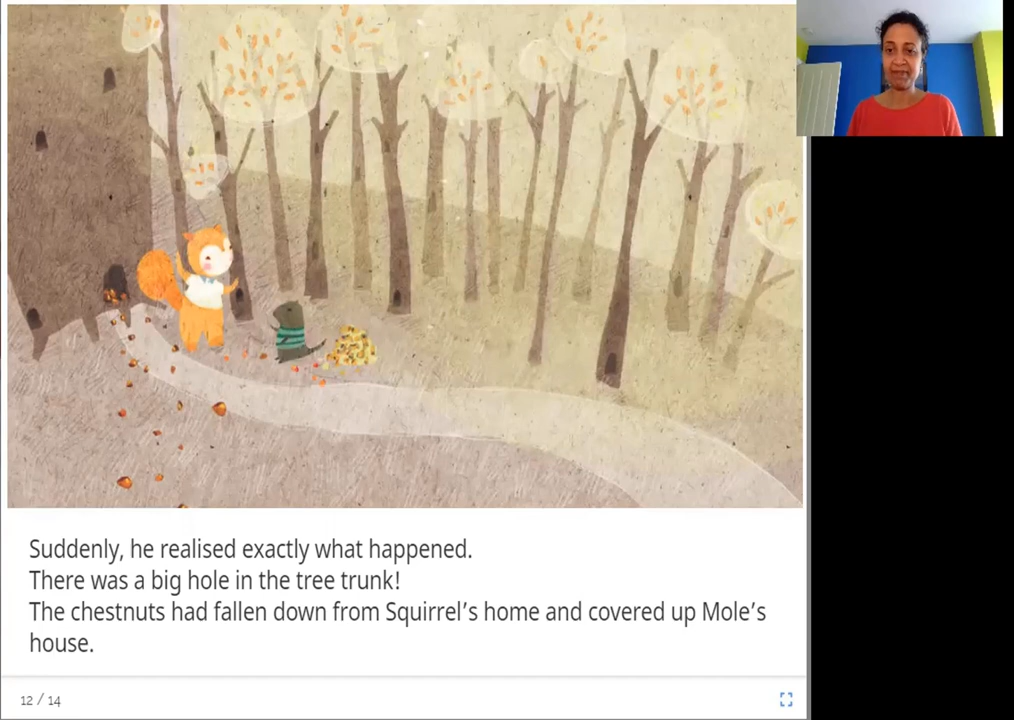 Suddenly, he realised exactly what happened.
There was a big hole in the tree trunk!
The chestnuts had fallen down from Squirrel’s home and covered up Mole’s
house.
12 / 14